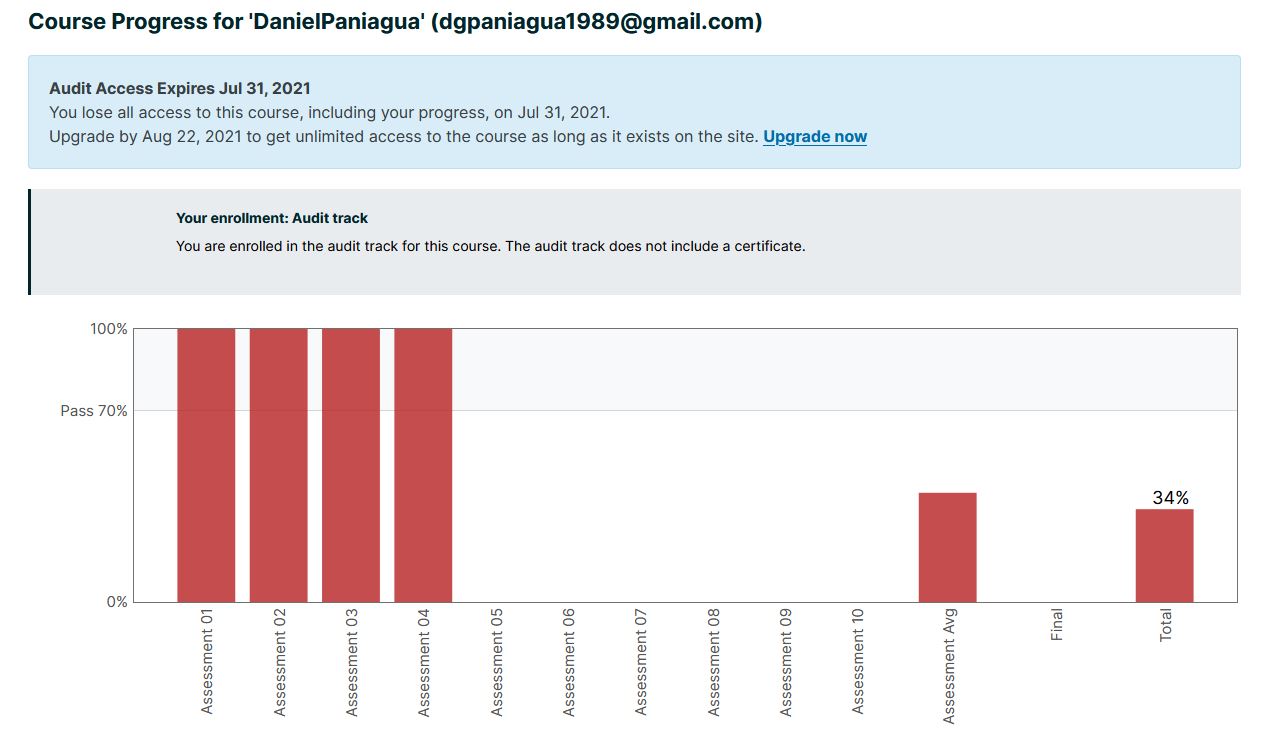 Course Progress for 'DanielPaniagua' (dgpaniagua1989@gmail.com)
Audit Access Expires Jul 31, 2021
You lose all access to this course, including your progress, on Jul 31, 2021.
Upgrade by Aug 22, 2021 to get unlimited access to the course as long as it exists on the site. Upgrade now
Your enrollment: Audit track
You are enrolled in the audit track for this course. The audit track does not include a certificate.
100%
Pass 70%
0%
34%
Assessment 01
Assessment 02
Assessment 03
Assessment 04
Assessment 05
Assessment 06
Assessment 07
Assessment 08
Assessment 09
Assessment 10
Assessment Avg
Final
Total